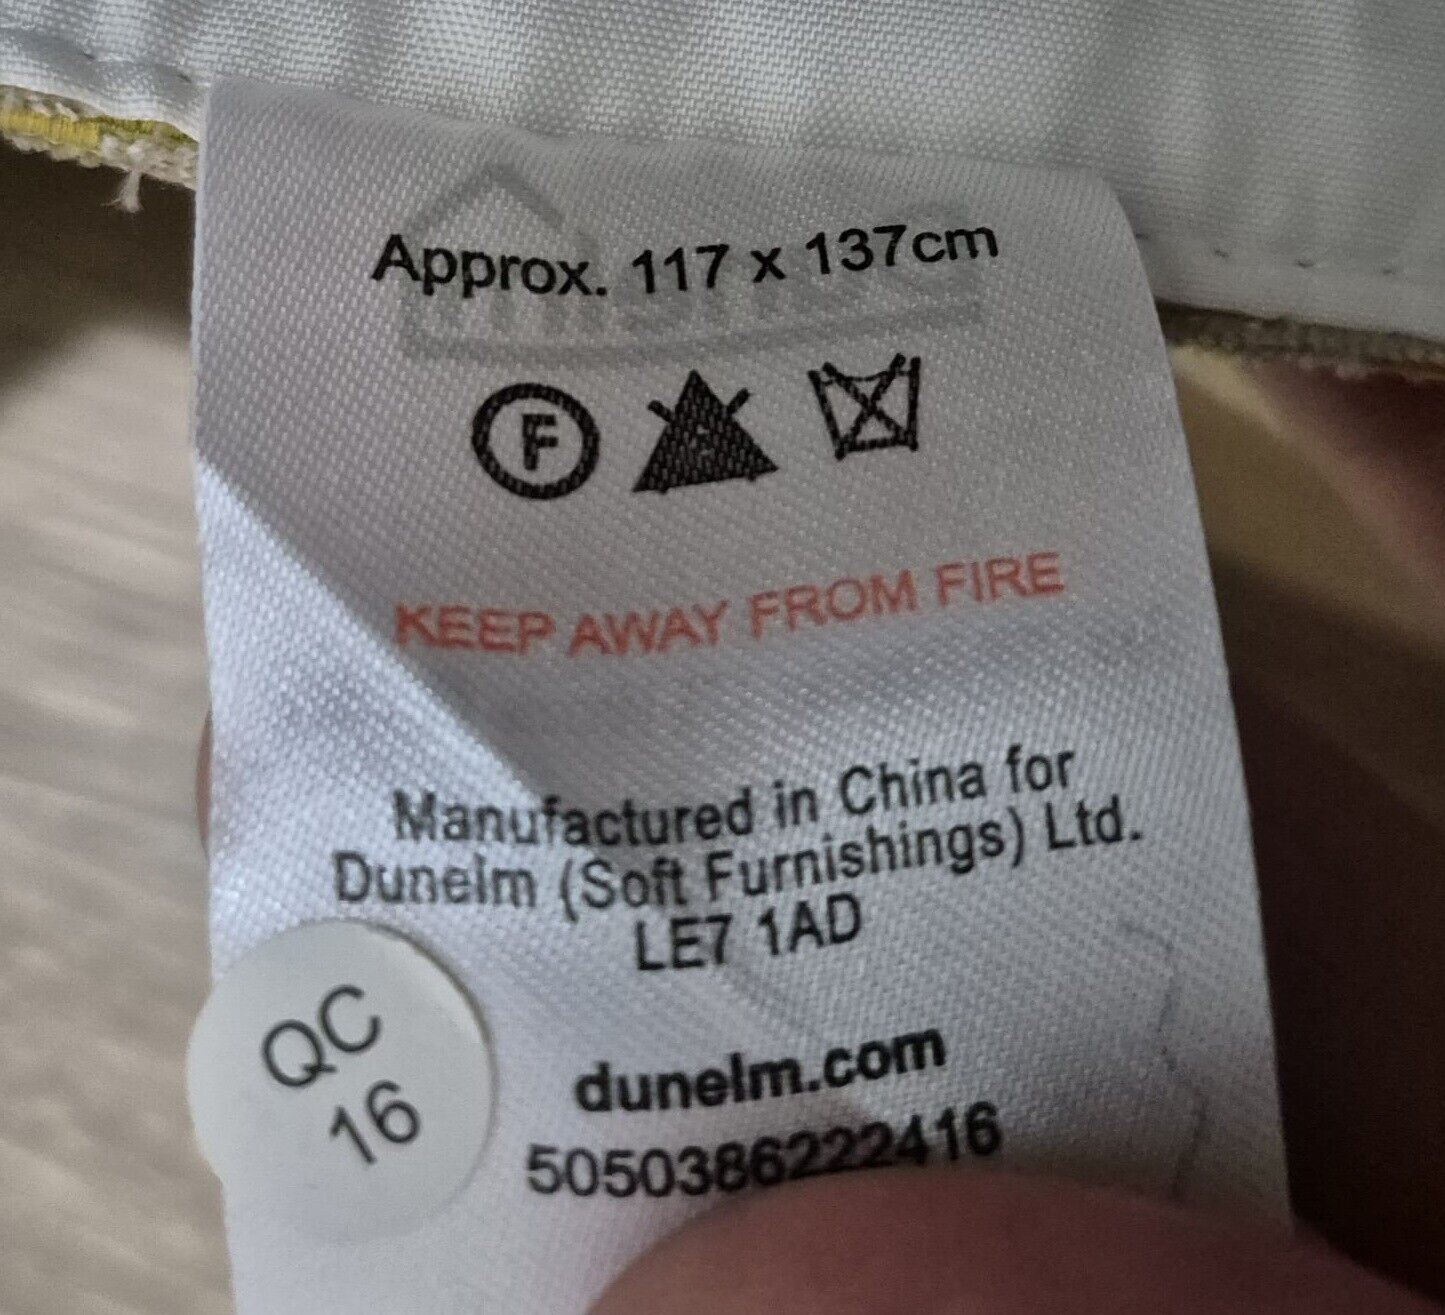 Approx. 117 x 137cm
F
KEEP AWAY FROM FIRE
Manufactured in China for
Dunelm (Soft Furnishings) Ltd.
LE7 1AD
dunelm.com
5050386222416
QC
16